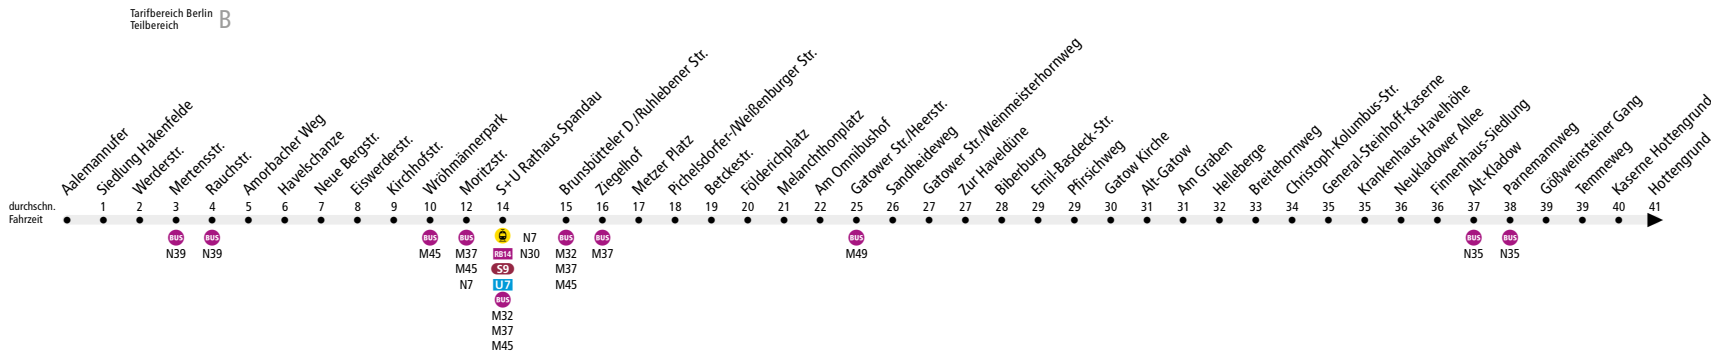 Tarifbereich Berlin B
Teilbereich
Aalemannufer
Siedlung Hakenfelde
Werderstr.
Mertensstr.
Rauchstr.
Amorbacher Weg
Havelschanze
Neue Bergstr.
Eiswerderstr.
Kirchhofstr.
Wröhmännerpark
Moritzstr.
S+U Rathaus Spandau
Brunsbütteler D./Ruhlebener Str.
Ziegelhof
Metzer Platz
Pichelsdorfer-/Weißenburger Str.
Betckestr.
Földerichplatz
Melanchthonplatz
Am Omnibushof
Gatower Str./Heerstr.
Sandheideweg
Gatower Str./Weinmeisterhornweg
Zur Haveldüne
Biberburg
Emil-Basdeck-Str.
Pfirsichweg
Gatow Kirche
Alt-Gatow
Am Graben
Helleberge
Breitehornweg
Christoph-Kolumbus-Str.
General-Steinhoff-Kaserne
Krankenhaus Havelhöhe
Neukladower Allee
Finnenhaus-Siedlung
Alt-Kladow
Parnemannweg
Gößweinsteiner Gang
Temmeweg
Kaserne Hottengrund
Hottengrund
durchschn. 1 2 3 4 5 6 7 8 9 10 12 14 15 16 17 18 19 20 21 22 25 26 27 27 28 29 29 30 31 31 32 33 34 35 35 36 36 37 38 39 39 40 41
Fahrzeit
BUS BUS BUS BUS N7 BUS BUS BUS BUS BUS
N39 N39 M45 M37 RB14 N30 M32 M37 M49 N35 N35
M45 S9 M37
N7 U7 M45
BUS
M32
M37
M45